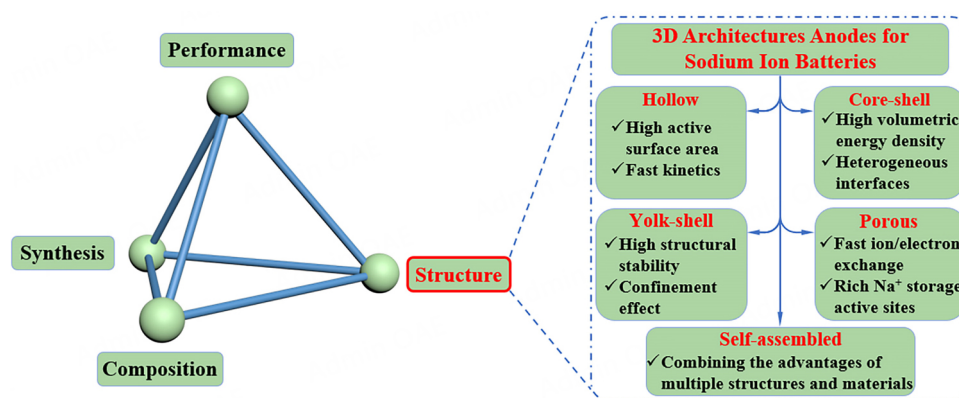 Performance
Synthesis
Composition
Structure
3D Architectures Anodes for
Sodium Ion Batteries
Hollow
✓High active
surface area
✓Fast kinetics
Core-shell
✓High volumetric
energy density
✓Heterogeneous
interfaces
Yolk-shell
✓High structural
stability
✓Confinement
effect
Porous
✓Fast ion/electron
exchange
✓Rich Na⁺ storage
active sites
Self-assembled
✓Combining the advantages of
multiple structures and materials